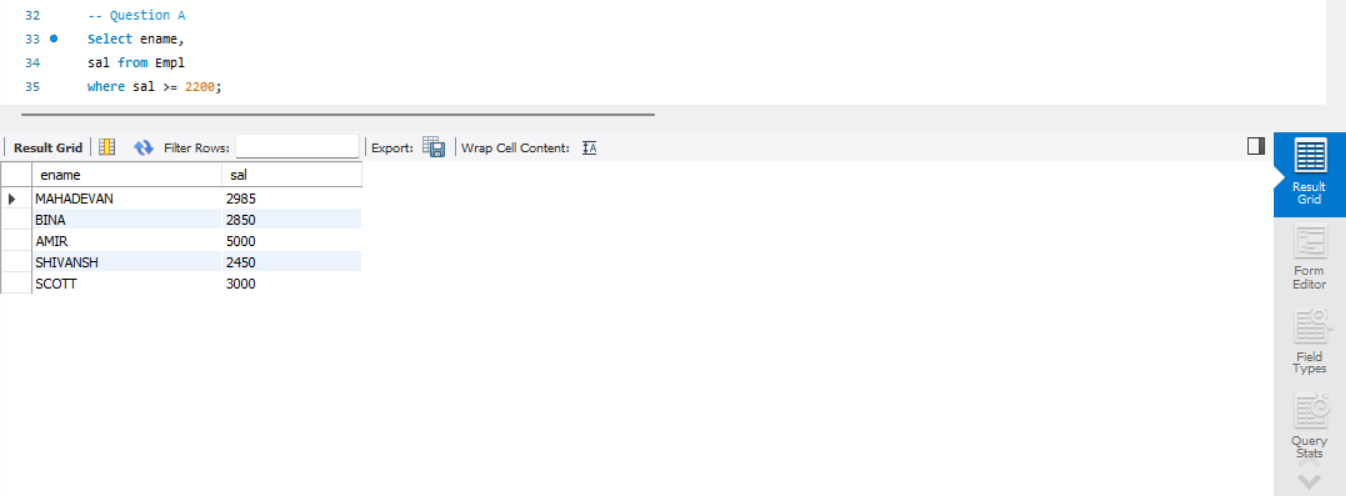 32 -- Question A
33 Select ename,
34 sal from Empl
35 where sal >= 2200;
Result Grid Filter Rows: Export: Wrap Cell Content: IA
ename sal
MAHADEVAN 2985
BINA 2850
AMIR 5000
SHIVANSH 2450
SCOTT 3000
Result
Grid
Form
Editor
Field
Types
Query
Stats